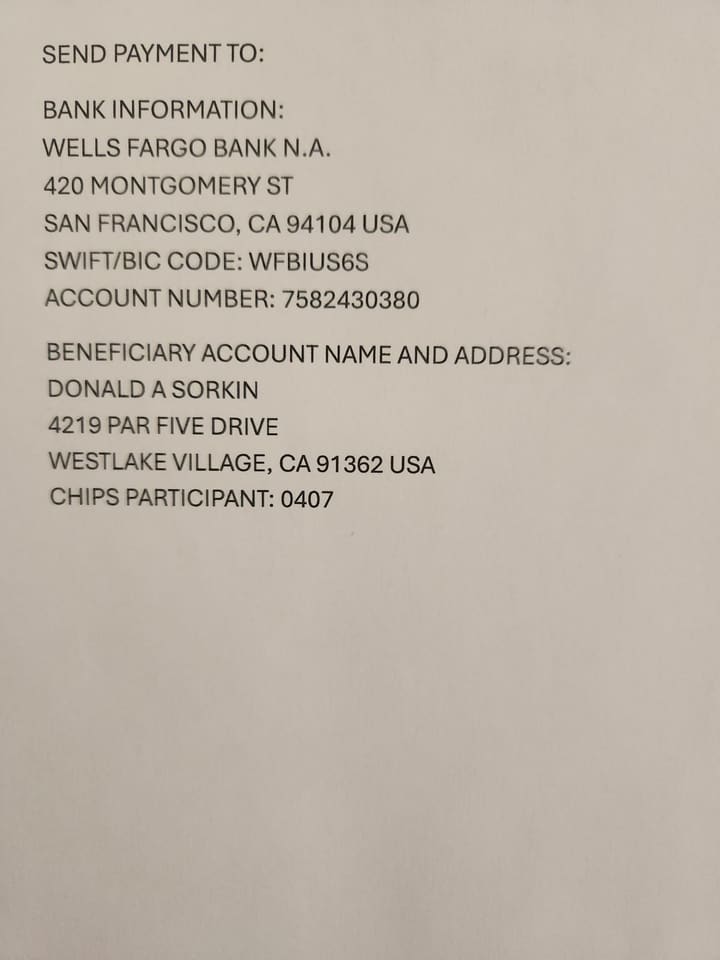 SEND PAYMENT TO:
BANK INFORMATION:
WELLS FARGO BANK N.A.
420 MONTGOMERY ST
SAN FRANCISCO, CA 94104 USA
SWIFT/BIC CODE: WFBIUS6S
ACCOUNT NUMBER: 7582430380
BENEFICIARY ACCOUNT NAME AND ADDRESS:
DONALD A SORKIN
4219 PAR FIVE DRIVE
WESTLAKE VILLAGE, CA 91362 USA
CHIPS PARTICIPANT: 0407